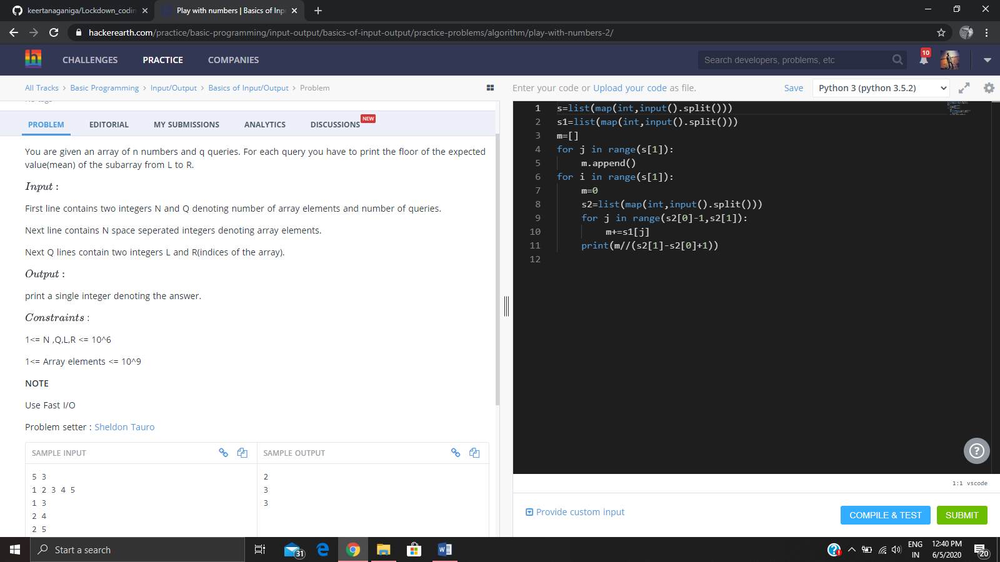 keertanaganiga/Lockdown_codin
Play with numbers | Basics of Inp
hackerearth.com/practice/basic-programming/input-output/basics-of-input-output/practice-problems/algorithm/play-with-numbers-2/
h CHALLENGES PRACTICE COMPANIES
Search developers, problems, etc
10
All Tracks > Basic Programming > Input/Output > Basics of Input/Output > Problem
PROBLEM EDITORIAL MY SUBMISSIONS ANALYTICS DISCUSSIONS NEW
You are given an array of n numbers and q queries. For each query you have to print the floor of the expected
value(mean) of the subarray from L to R.
Input :
First line contains two integers N and Q denoting number of array elements and number of queries.
Next line contains N space seperated integers denoting array elements.
Next Q lines contain two integers L and R(indices of the array).
Output :
print a single integer denoting the answer.
Constraints :
1<= N ,Q,L,R <= 10^6
1<= Array elements <= 10^9
NOTE
Use Fast I/O
Problem setter : Sheldon Tauro
SAMPLE INPUT
5 3
1 2 3 4 5
1 3
2 4
2 5
SAMPLE OUTPUT
2
3
3
Enter your code or Upload your code as file.
Save
Python 3 (python 3.5.2)
1 s=list(map(int,input().split()))
2 s1=list(map(int,input().split()))
3 m=[]
4 for j in range(s[1]):
5 m.append()
6 for i in range(s[1]):
7 m=0
8 s2=list(map(int,input().split()))
9 for j in range(s2[0]-1,s2[1]):
10 m+=s1[j]
11 print(m//(s2[1]-s2[0]+1))
12
?
1:1 vscode
Provide custom input
COMPILE & TEST
SUBMIT
Start a search
31
ENG
IN
12:40 PM
6/5/2020
20